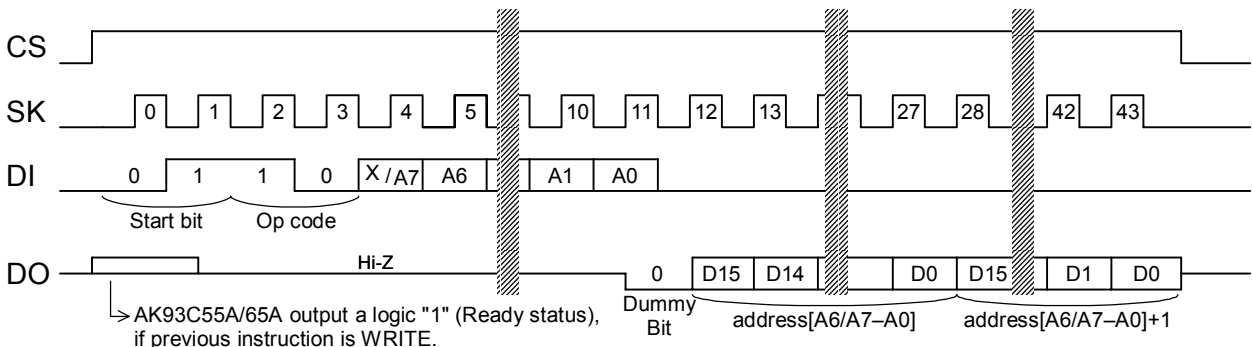 CS
SK 0 1 2 3 4 5 10 11 12 13 27 28 42 43
DI 0 1 1 0 X/A7 A6 A1 A0
Start bit Op code
DO Hi-Z 0 D15 D14 D0 D15 D1 D0
AK93C55A/65A output a logic "1" (Ready status),
if previous instruction is WRITE.
Dummy
Bit
address[A6/A7–A0] address[A6/A7–A0]+1